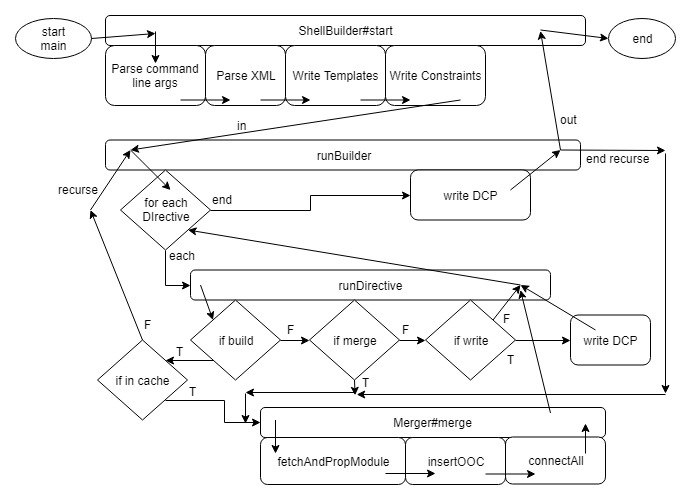 start
main
ShellBuilder#start
end
Parse command
line args
Parse XML
Write Templates
Write Constraints
in
out
runBuilder
end recurse
recurse
for each
DIrective
end
write DCP
each
runDirective
F
if build
F
if merge
F
if write
F
write DCP
T
T
if in cache
T
T
Merger#merge
fetchAndPropModule
insertOOC
connectAll